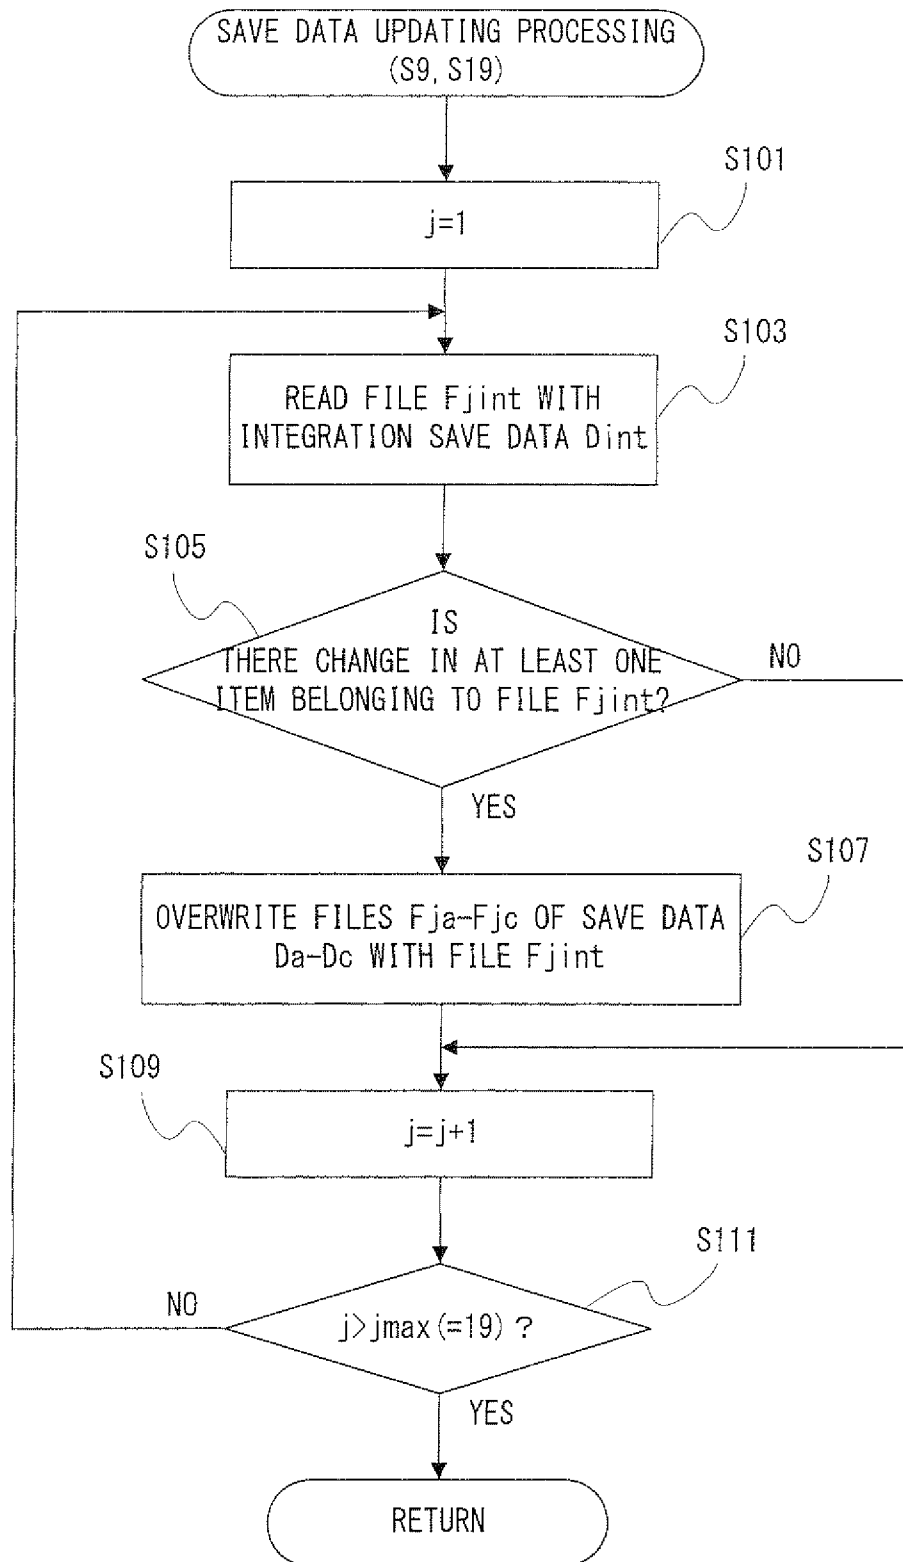 SAVE DATA UPDATING PROCESSING
(S9, S19)
S101
j=1
S103
READ FILE Fjint WITH
INTEGRATION SAVE DATA Dint
S105
IS
THERE CHANGE IN AT LEAST ONE
ITEM BELONGING TO FILE Fjint?
NO
YES
S107
OVERWRITE FILES Fja-Fjc OF SAVE DATA
Da-Dc WITH FILE Fjint
S109
j=j+1
S111
NO
j>jmax(=19) ?
YES
RETURN